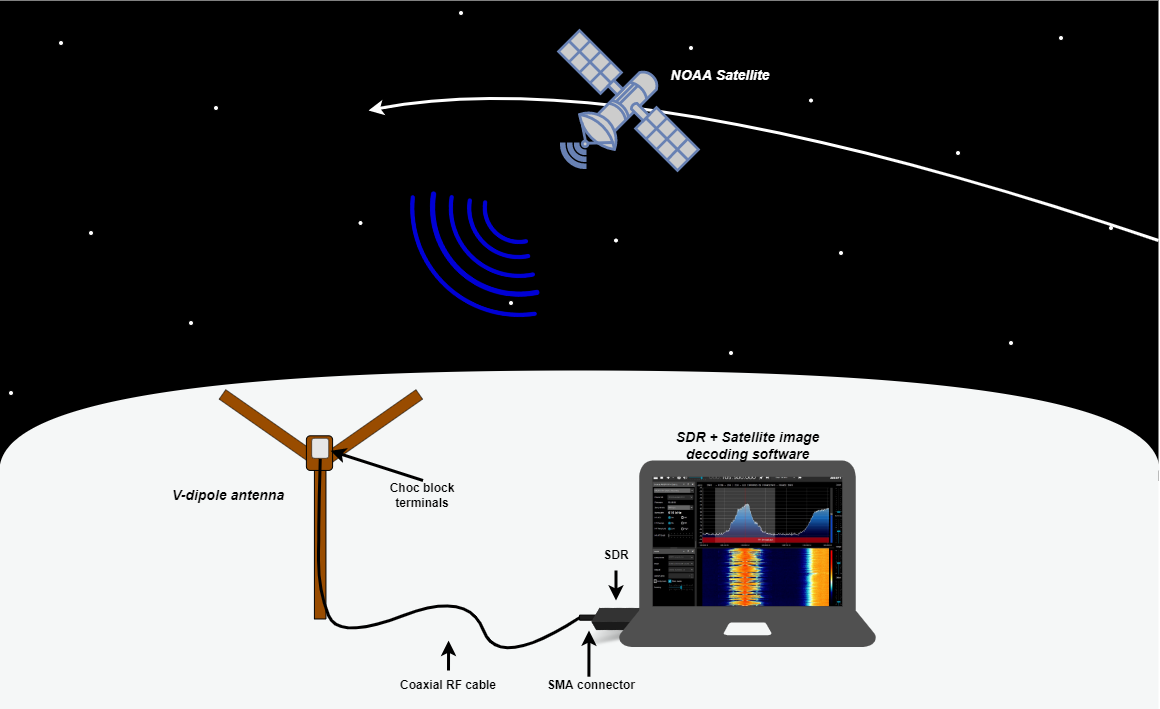 NOAA Satellite
SDR + Satellite image
decoding software
Choc block
terminals
V-dipole antenna
SDR
Coaxial RF cable
SMA connector